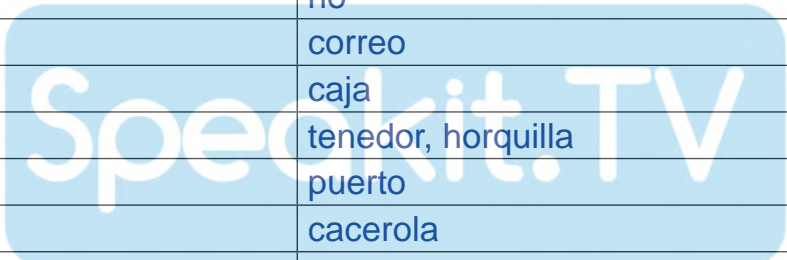 correo
caja
tenedor, horquilla
puerto
cacerola
Speakit.TV